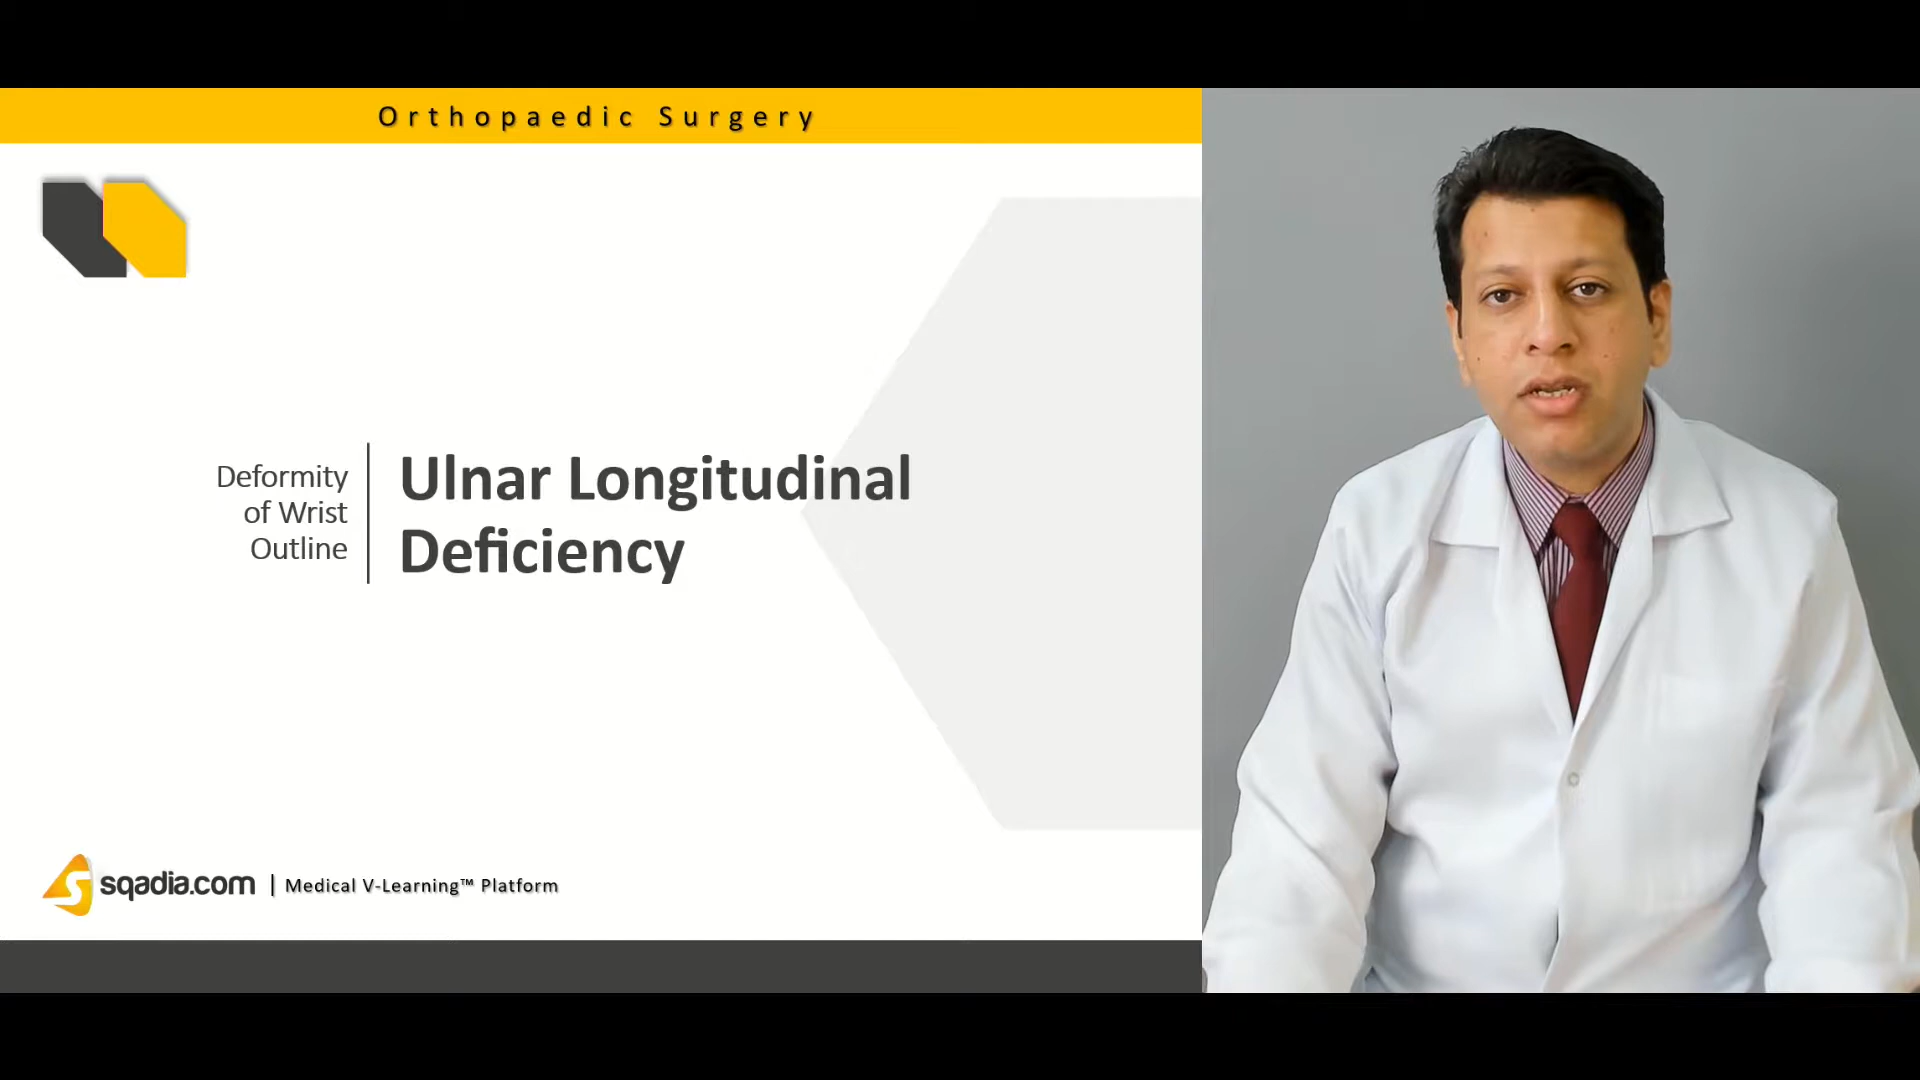 Orthopaedic Surgery
Deformity
of Wrist
Outline
Ulnar Longitudinal
Deficiency
sqadia.com | Medical V-Learning™ Platform